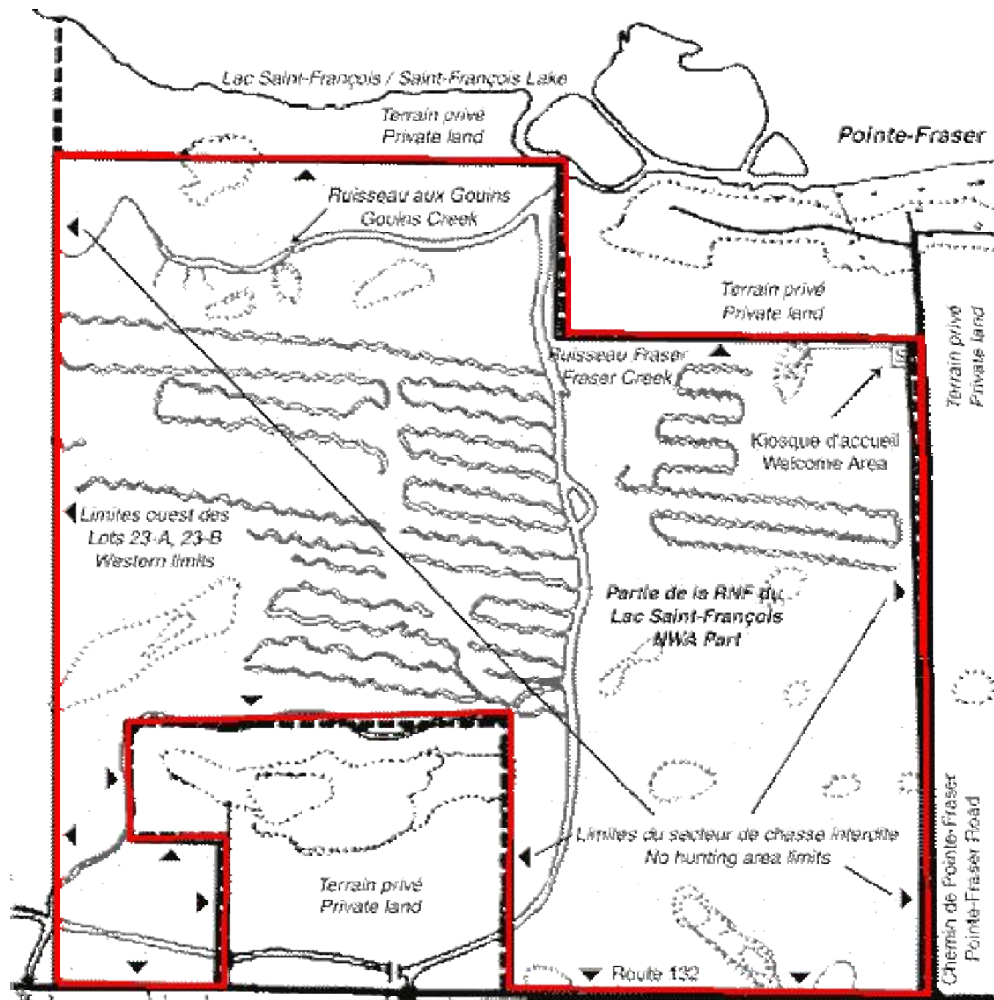 Lac Saint-François / Saint-François Lake
Terrain privé
Private land
Pointe-Fraser
Ruisseau aux Gouins
Gouins Creek
Terrain privé
Private land
Terrain privé
Private land
Ruisseau Fraser
Fraser Creek
S
Kiosque d'accueil
Welcome Area
Limites ouest des
Lots 23-A, 23-B
Western limits
Partie de la RNF du
Lac Saint-François
NWA Part
Limites du secteur de chasse interdite
No hunting area limits
Terrain privé
Private land
Chemin de Pointe-Fraser
Pointe-Fraser Road
Route 132